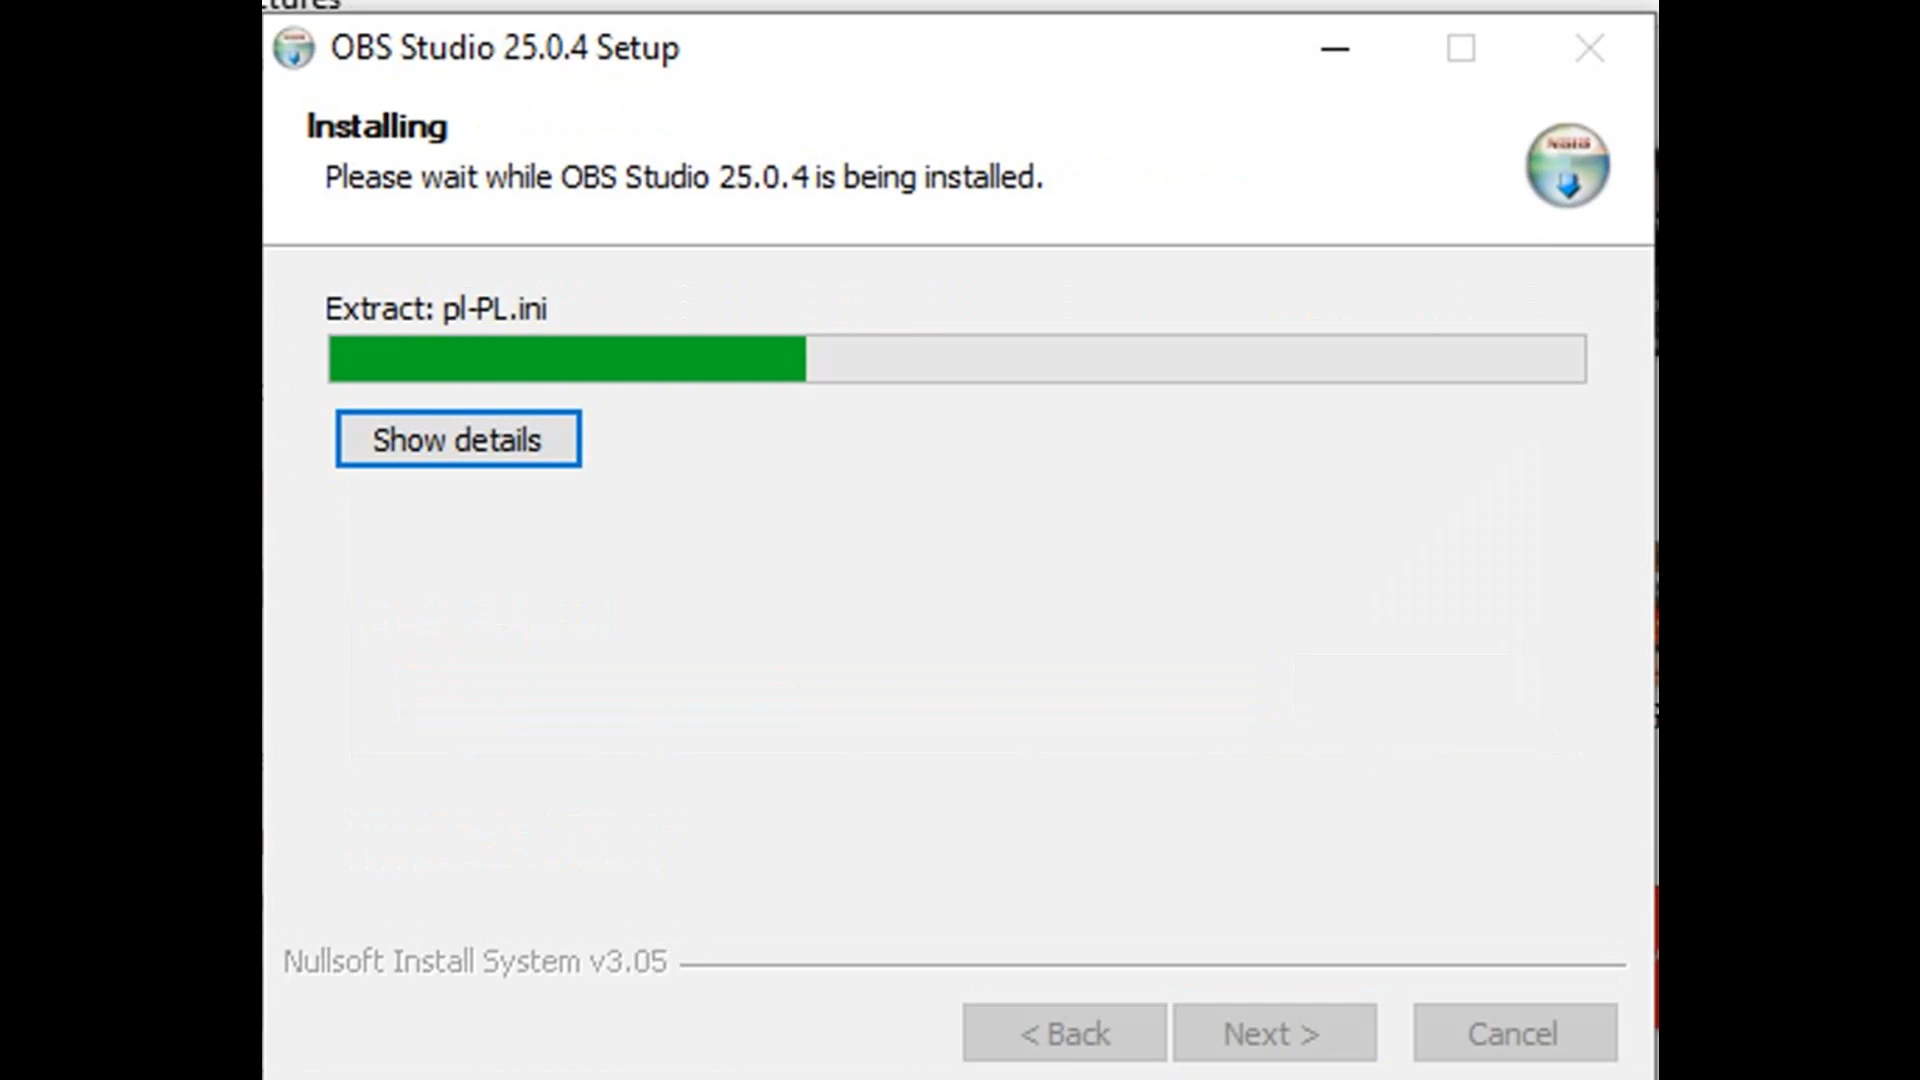 OBS Studio 25.0.4 Setup
Installing
Please wait while OBS Studio 25.0.4 is being installed.
Extract: pl-PL.ini
Show details
Nullsoft Install System v3.05
< Back
Next >
Cancel